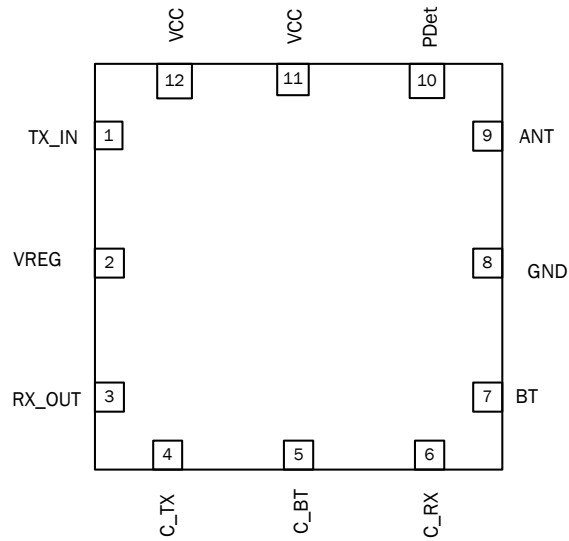 VCC
VCC
PDet
12
11
10
TX_IN
1
9
ANT
VREG
2
8
GND
RX_OUT
3
7
BT
4
5
6
C_TX
C_BT
C_RX